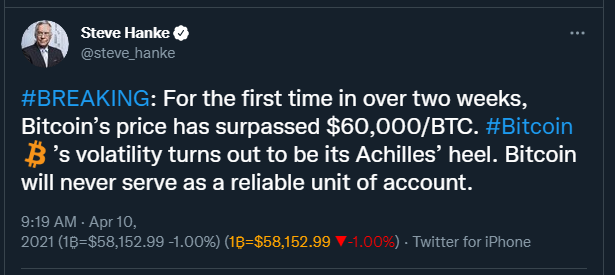 Steve Hanke
@steve_hanke
#BREAKING: For the first time in over two weeks,
Bitcoin's price has surpassed $60,000/BTC. #Bitcoin
₿ 's volatility turns out to be its Achilles' heel. Bitcoin
will never serve as a reliable unit of account.
9:19 AM · Apr 10,
2021 (1₿=$58,152.99 -1.00%) (1₿=$58,152.99 ▼-1.00%) · Twitter for iPhone